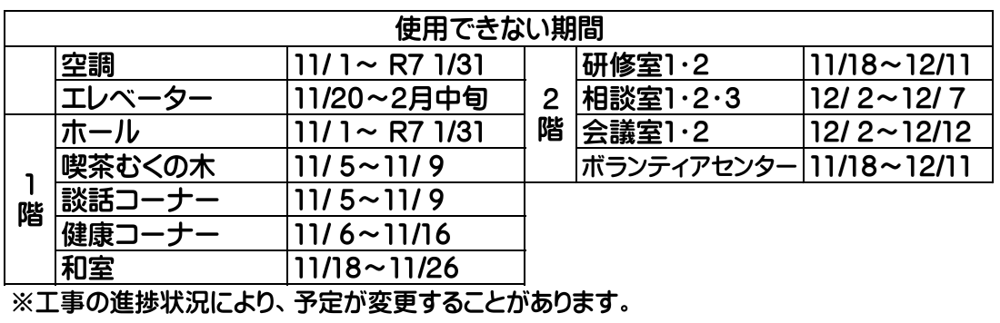 使用できない期間
空調 11/ 1～ R7 1/31
エレベーター 11/20～2月中旬
1階
ホール 11/ 1～ R7 1/31
喫茶むくの木 11/ 5～11/ 9
談話コーナー 11/ 5～11/ 9
健康コーナー 11/ 6～11/16
和室 11/18～11/26
2階
研修室1・2 11/18～12/11
相談室1・2・3 12/ 2～12/ 7
会議室1・2 12/ 2～12/12
ボランティアセンター 11/18～12/11
※工事の進捗状況により、予定が変更することがあります。